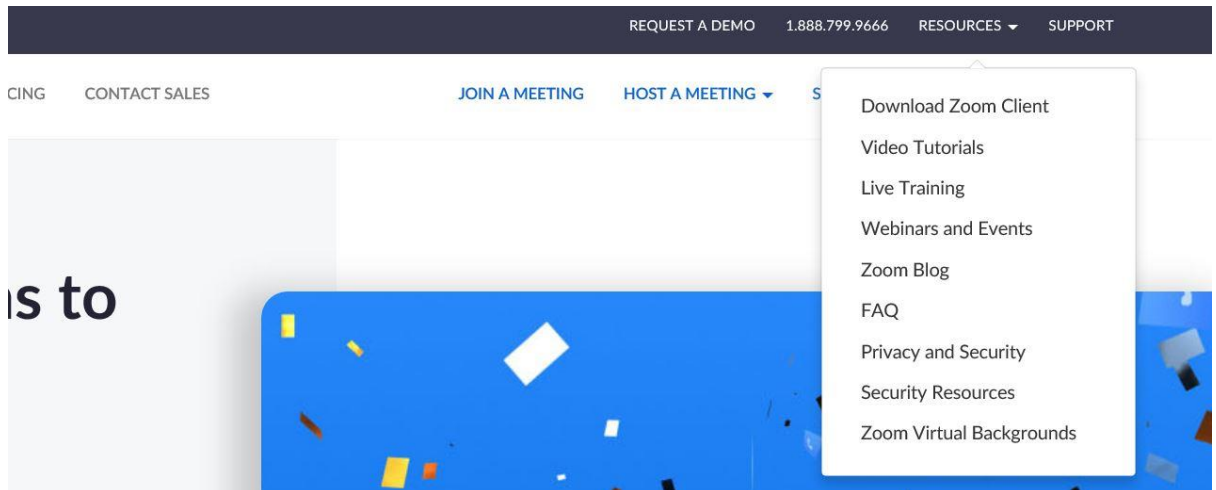 REQUEST A DEMO 1.888.799.9666 RESOURCES SUPPORT
CING CONTACT SALES JOIN A MEETING HOST A MEETING S
Download Zoom Client
Video Tutorials
Live Training
Webinars and Events
Zoom Blog
FAQ
Privacy and Security
Security Resources
Zoom Virtual Backgrounds
s to